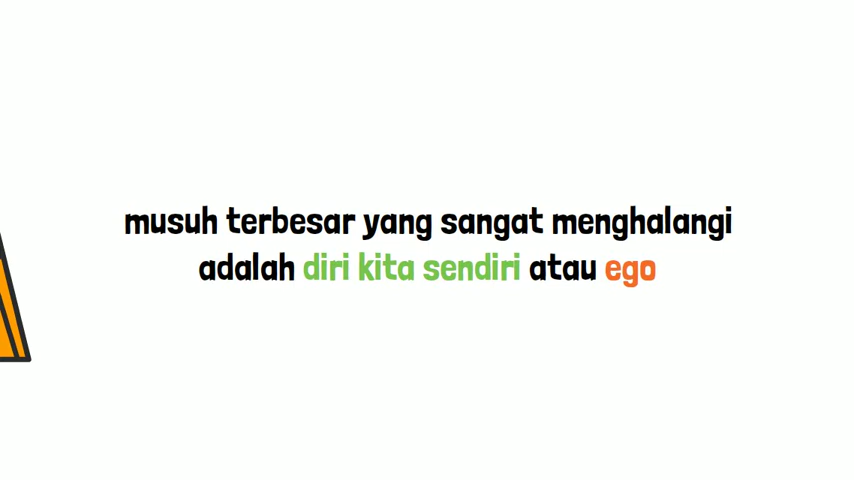 musuh terbesar yang sangat menghalangi
adalah diri kita sendiri atau ego